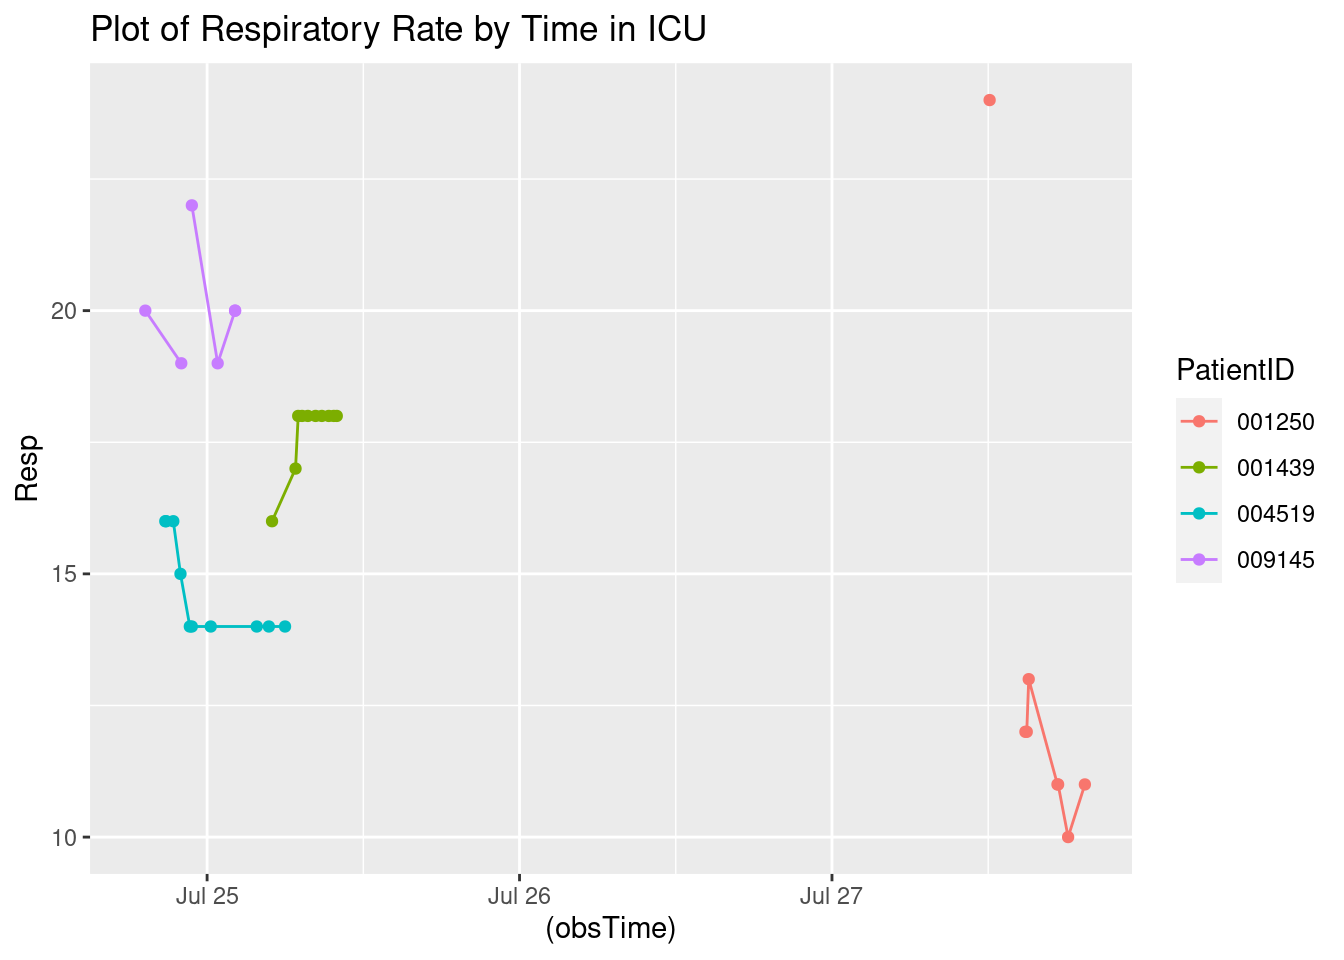 Plot of Respiratory Rate by Time in ICU
Resp
20
15
10
Jul 25
Jul 26
Jul 27
(obsTime)
PatientID
001250
001439
004519
009145